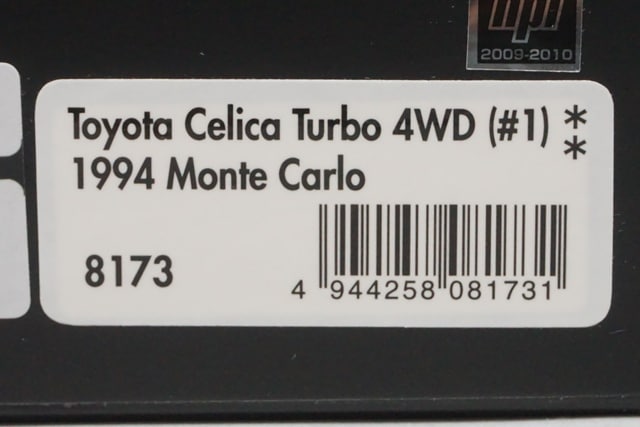 hpi
2009-2010
Toyota Celica Turbo 4WD (#1) **
1994 Monte Carlo
8173
4 944258 081731